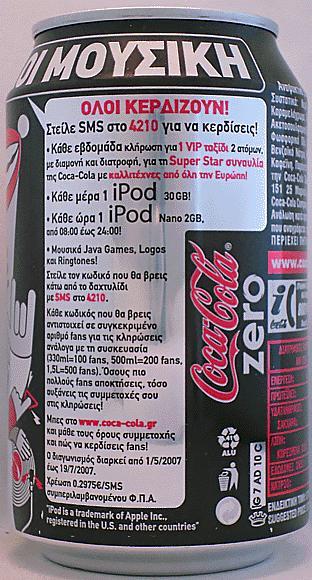 ΟΙ ΜΟΥΣΙΚΗ
ΟΛΟΙ ΚΕΡΔΙΖΟΥΝ!
Στείλε SMS στο 4210 για να κερδίσεις!
• Κάθε εβδομάδα κλήρωση για 1 VIP ταξίδι 2 ατόμων,
με διαμονή και διατροφή, για τη Super Star συναυλία
της Coca-Cola με καλλιτέχνες από όλη την Ευρώπη!
• Κάθε μέρα 1 iPod 30 GB!
• Κάθε ώρα 1 iPod Nano 2GB,
από 08:00 έως 24:00!
• Μουσικά Java Games, Logos
και Ringtones!
Στείλε τον κωδικό που θα βρεις
κάτω από το δαχτυλίδι
με SMS στο 4210.
Κάθε κωδικός που θα βρεις
αντιστοιχεί σε συγκεκριμένο
αριθμό fans για τις κληρώσεις
ανάλογα με τη συσκευασία
(330ml=100 fans, 500ml=200 fans,
1,5L=500 fans). Όσους πιο
πολλούς fans αποκτήσεις, τόσο
αυξάνεις τις συμμετοχές σου
στις κληρώσεις!
Μπες στο www.coca-cola.gr
και μάθε τους όρους συμμετοχής
και πώς να κερδίσεις fans!
Ο διαγωνισμός διαρκεί από 1/5/2007
έως 19/7/2007.
Χρέωση 0.2975€/SMS
συμπεριλαμβανομένου Φ.Π.Α.
"iPod is a trademark of Apple Inc.,
registered in the U.S. and other countries"
Coca-Cola®
zero
ALU
G 7 AD 10 C
www.co